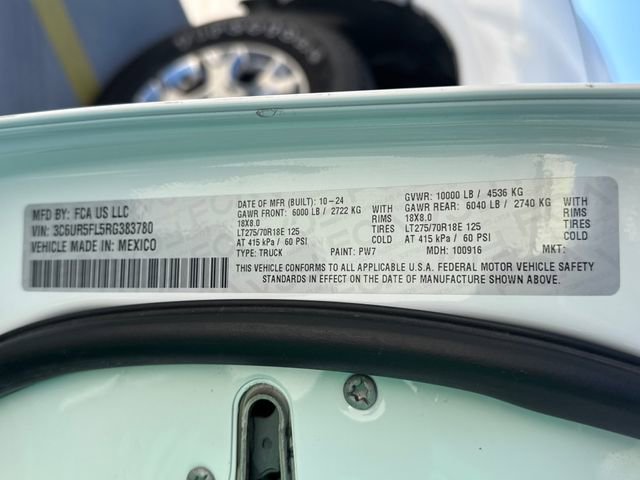 MFD BY: FCA US LLC
VIN: 3C6UR5FL5RG383780
VEHICLE MADE IN: MEXICO
DATE OF MFR (BUILT): 10-24
GAWR FRONT: 6000 LB / 2722 KG WITH
18X8.0 RIMS
LT275/70R18E 125 TIRES
AT 415 kPa / 60 PSI
TYPE: TRUCK PAINT: PW7
GVWR: 10000 LB / 4536 KG
GAWR REAR: 6040 LB / 2740 KG WITH
18X8.0 RIMS
LT275/70R18E 125 TIRES
AT 415 kPa / 60 PSI
MDH: 100916 MKT:
THIS VEHICLE CONFORMS TO ALL APPLICABLE U.S.A. FEDERAL MOTOR VEHICLE SAFETY
STANDARDS IN EFFECT ON THE DATE OF MANUFACTURE SHOWN ABOVE.